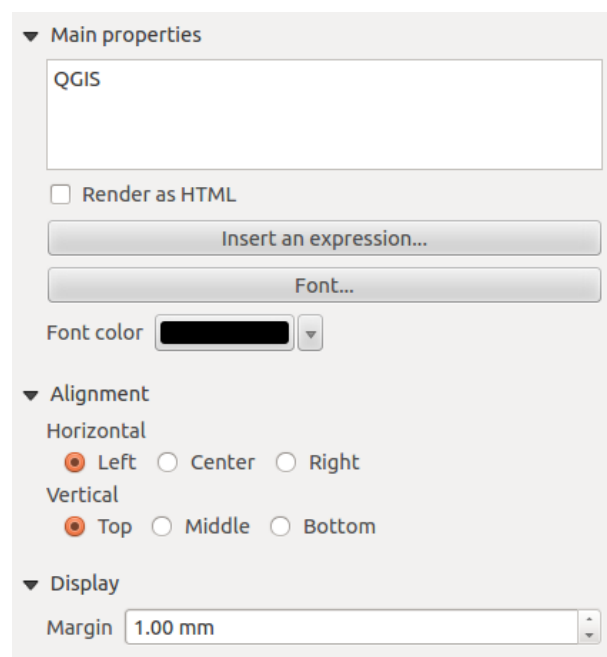 Main properties
QGIS
Render as HTML
Insert an expression...
Font...
Font color
Alignment
Horizontal
Left Center Right
Vertical
Top Middle Bottom
Display
Margin 1.00 mm